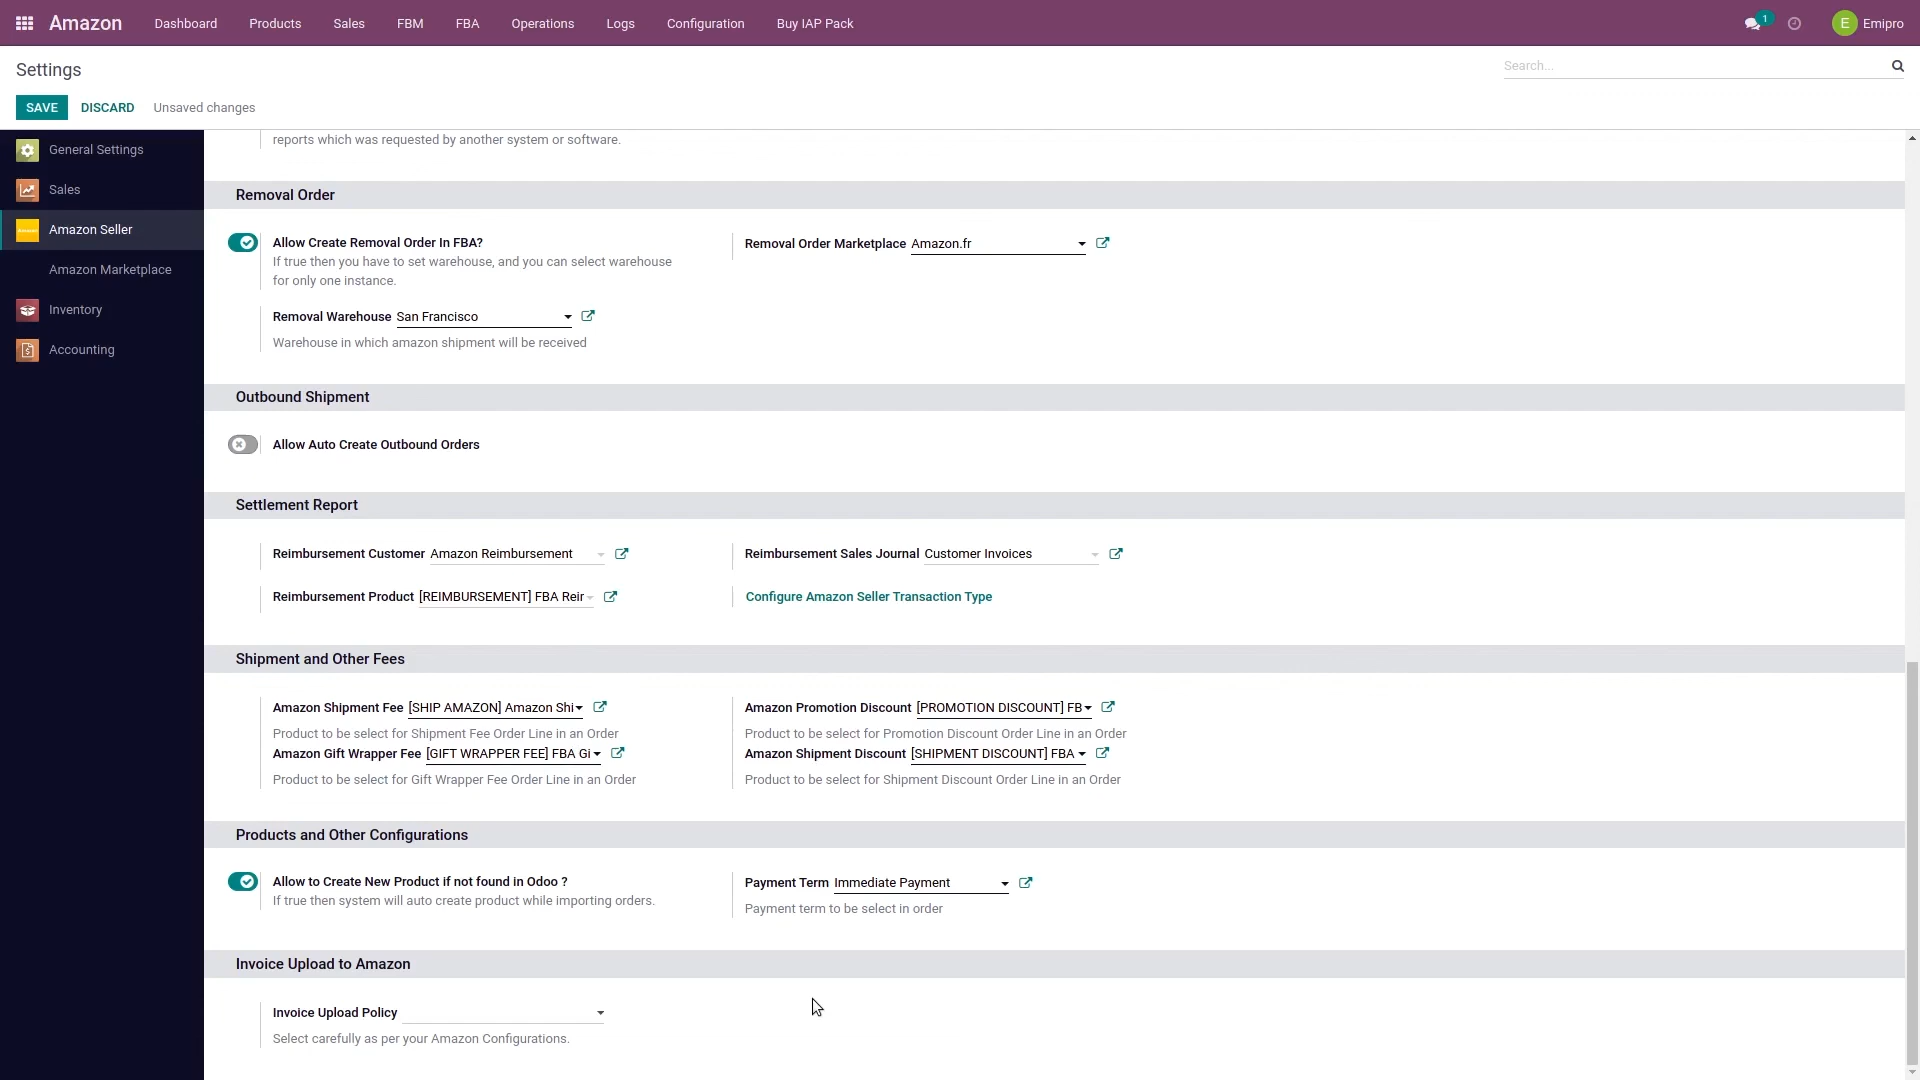 Amazon Dashboard Products Sales FBM FBA Operations Logs Configuration Buy IAP Pack 1 E Emipro
Settings
Search...
SAVE DISCARD Unsaved changes
General Settings
Sales
Amazon Seller
Amazon Marketplace
Inventory
Accounting
reports which was requested by another system or software.
Removal Order
Allow Create Removal Order In FBA?
If true then you have to set warehouse, and you can select warehouse
for only one instance.
Removal Order Marketplace Amazon.fr
Removal Warehouse San Francisco
Warehouse in which amazon shipment will be received
Outbound Shipment
Allow Auto Create Outbound Orders
Settlement Report
Reimbursement Customer Amazon Reimbursement
Reimbursement Sales Journal Customer Invoices
Reimbursement Product [REIMBURSEMENT] FBA Reir
Configure Amazon Seller Transaction Type
Shipment and Other Fees
Amazon Shipment Fee [SHIP AMAZON] Amazon Shi
Product to be select for Shipment Fee Order Line in an Order
Amazon Promotion Discount [PROMOTION DISCOUNT] FB
Product to be select for Promotion Discount Order Line in an Order
Amazon Gift Wrapper Fee [GIFT WRAPPER FEE] FBA Gi
Product to be select for Gift Wrapper Fee Order Line in an Order
Amazon Shipment Discount [SHIPMENT DISCOUNT] FBA
Product to be select for Shipment Discount Order Line in an Order
Products and Other Configurations
Allow to Create New Product if not found in Odoo ?
If true then system will auto create product while importing orders.
Payment Term Immediate Payment
Payment term to be select in order
Invoice Upload to Amazon
Invoice Upload Policy
Select carefully as per your Amazon Configurations.